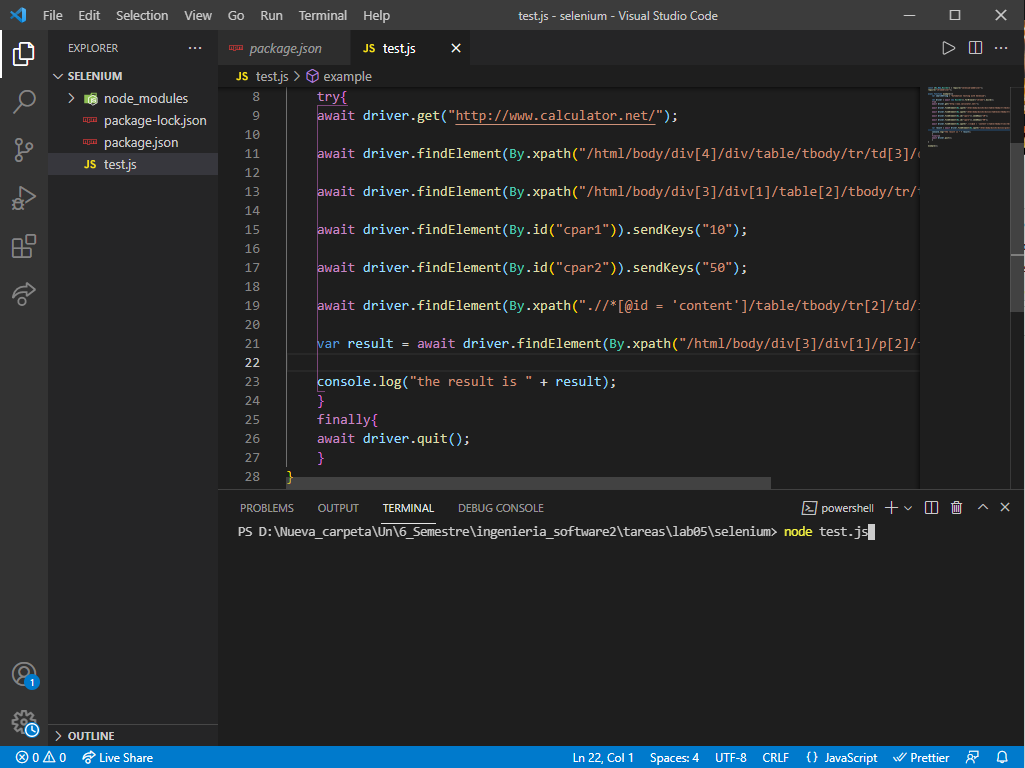 File Edit Selection View Go Run Terminal Help test.js - selenium - Visual Studio Code
EXPLORER
package.json
JS test.js
SELENIUM
node_modules
package-lock.json
package.json
JS test.js
JS test.js > example
8 try{
9 await driver.get("http://www.calculator.net/");
10
11 await driver.findElement(By.xpath("/html/body/div[4]/div/table/tbody/tr/td[3]/
12
13 await driver.findElement(By.xpath("/html/body/div[3]/div[1]/table[2]/tbody/tr/
14
15 await driver.findElement(By.id("cpar1")).sendKeys("10");
16
17 await driver.findElement(By.id("cpar2")).sendKeys("50");
18
19 await driver.findElement(By.xpath(".//*[@id = 'content']/table/tbody/tr[2]/td/
20
21 var result = await driver.findElement(By.xpath("/html/body/div[3]/div[1]/p[2]/
22
23 console.log("the result is " + result);
24 }
25 finally{
26 await driver.quit();
27 }
28 }
PROBLEMS OUTPUT TERMINAL DEBUG CONSOLE powershell
PS D:\Nueva_carpeta\Un\6_Semestre\ingenieria_software2\tareas\lab05\selenium> node test.js
1
OUTLINE
0 0 Live Share Ln 22, Col 1 Spaces: 4 UTF-8 CRLF {} JavaScript Prettier